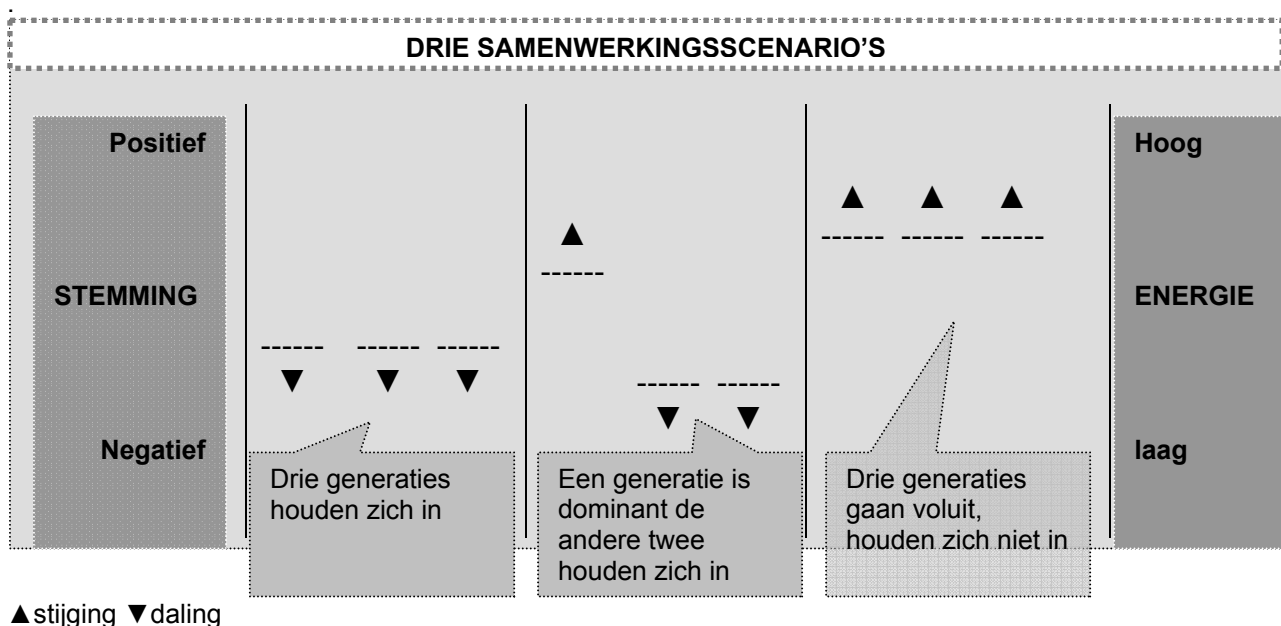 DRIE SAMENWERKINGSSCENARIO'S
Positief
STEMMING
Negatief
▲
------
▲ ▲ ▲
------ ------ ------
------ ------ ------
▼ ▼ ▼
------ ------
▼ ▼
Drie generaties
houden zich in
Een generatie is
dominant de
andere twee
houden zich in
Drie generaties
gaan voluit,
houden zich niet in
Hoog
ENERGIE
laag
▲stijging ▼daling